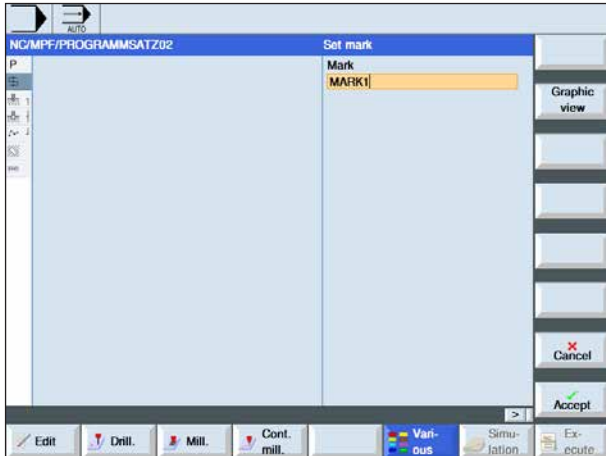 AUTO
NC/MPF/PROGRAMMSATZ02
Set mark
P
Mark
MARK1
END
Graphic
view
Cancel
Accept
>
Edit
Drill.
Mill.
Cont.
mill.
Vari-
ous
Simu-
lation
Ex-
ecute